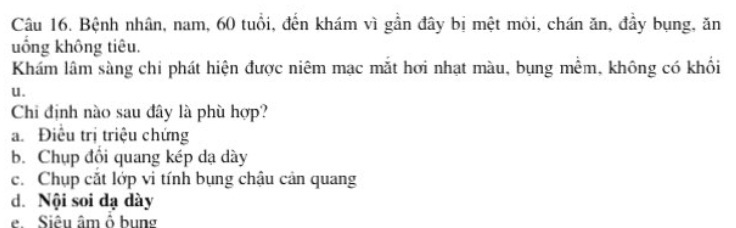 Câu 16. Bệnh nhân, nam, 60 tuổi, đến khám vì gần đây bị mệt mỏi, chán ăn, đầy bụng, ăn
uống không tiêu.
Khám lâm sàng chỉ phát hiện được niêm mạc mắt hơi nhạt màu, bụng mềm, không có khối
u.
Chỉ định nào sau đây là phù hợp?
a. Điều trị triệu chứng
b. Chụp đối quang kép dạ dày
c. Chụp cắt lớp vi tính bụng chậu cản quang
d. Nội soi dạ dày
e. Siêu âm ổ bụng